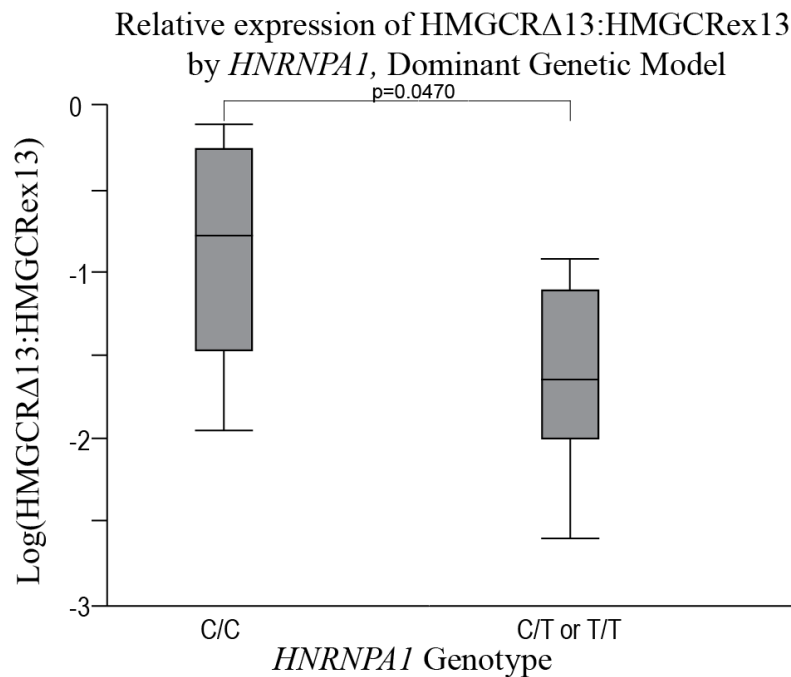 Relative expression of HMGCRΔ13:HMGCRex13
by HNRNPA1, Dominant Genetic Model
p=0.0470
Log(HMGCRΔ13:HMGCRex13)
0
-1
-2
-3
C/C
C/T or T/T
HNRNPA1 Genotype